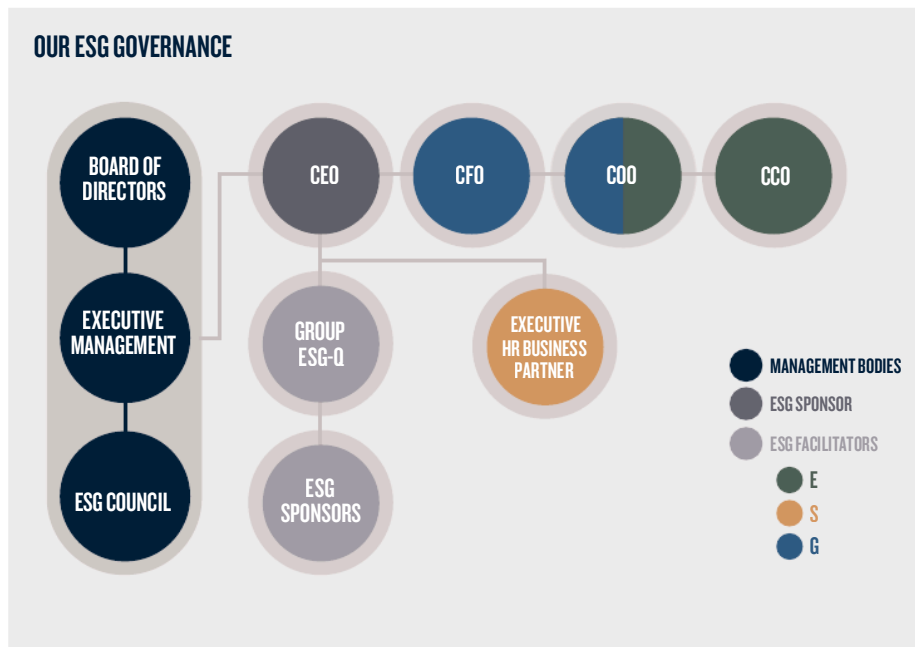 OUR ESG GOVERNANCE
BOARD OF
DIRECTORS
EXECUTIVE
MANAGEMENT
ESG COUNCIL
CEO
CFO
COO
CCO
GROUP
ESG-Q
EXECUTIVE
HR BUSINESS
PARTNER
ESG
SPONSORS
MANAGEMENT BODIES
ESG SPONSOR
ESG FACILITATORS
E
S
G